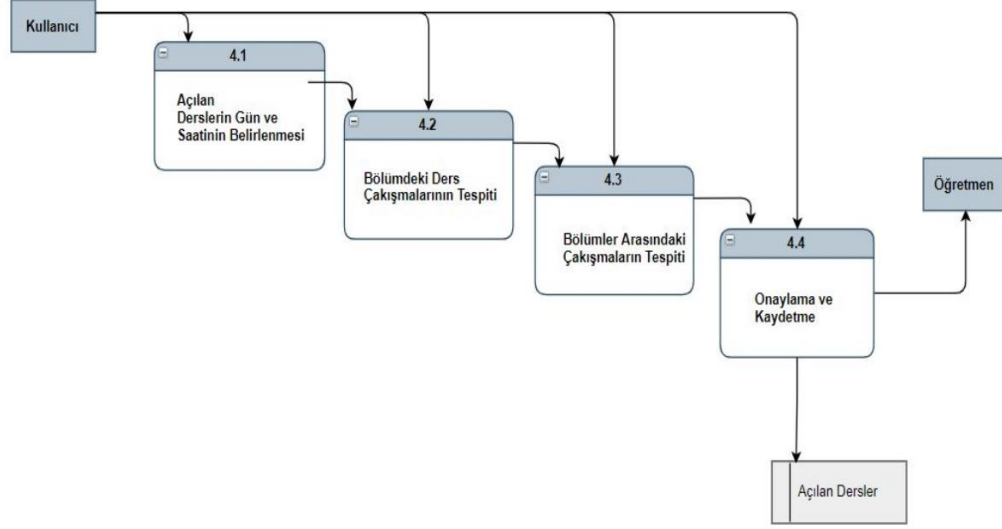 Kullanıcı
4.1
Açılan
Derslerin Gün ve
Saatinin Belirlenmesi
4.2
Bölümdeki Ders
Çakışmalarının Tespiti
4.3
Bölümler Arasındaki
Çakışmaların Tespiti
Öğretmen
4.4
Onaylama ve
Kaydetme
Açılan Dersler